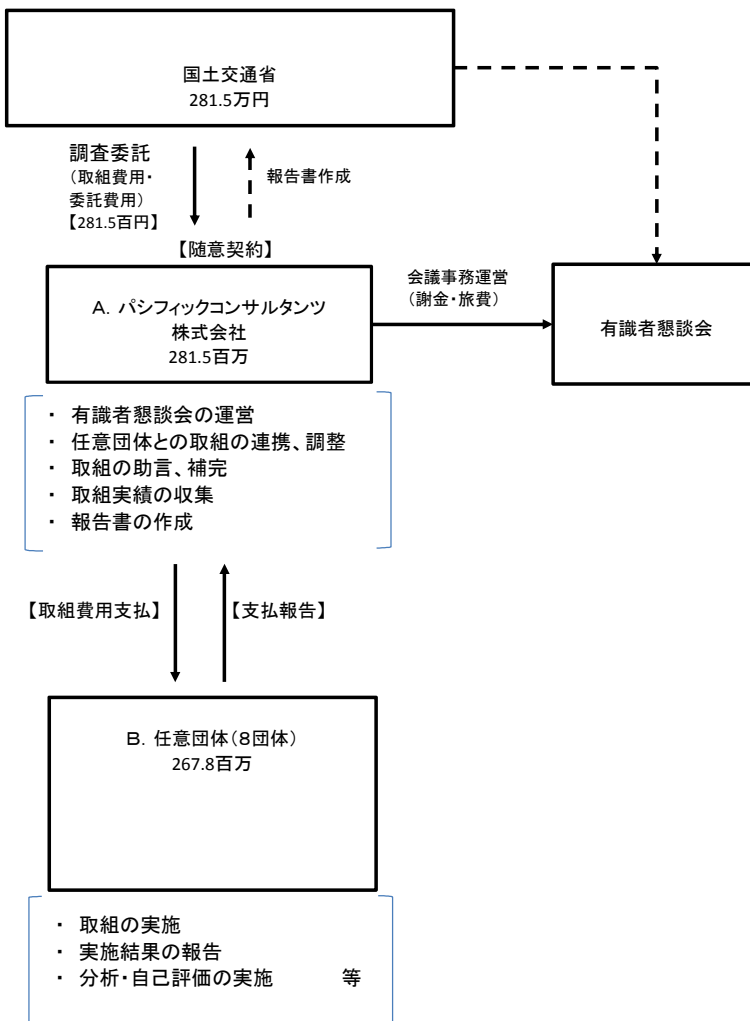 国土交通省
281.5万円
調査委託
（取組費用・
委託費用）
【281.5百円】
報告書作成
【随意契約】
A. パシフィックコンサルタンツ
株式会社
281.5百万
会議事務運営
（謝金・旅費）
有識者懇談会
・ 有識者懇談会の運営
・ 任意団体との取組の連携、調整
・ 取組の助言、補完
・ 取組実績の収集
・ 報告書の作成
【取組費用支払】
【支払報告】
B. 任意団体（８団体）
267.8百万
・ 取組の実施
・ 実施結果の報告
・ 分析・自己評価の実施　　　等